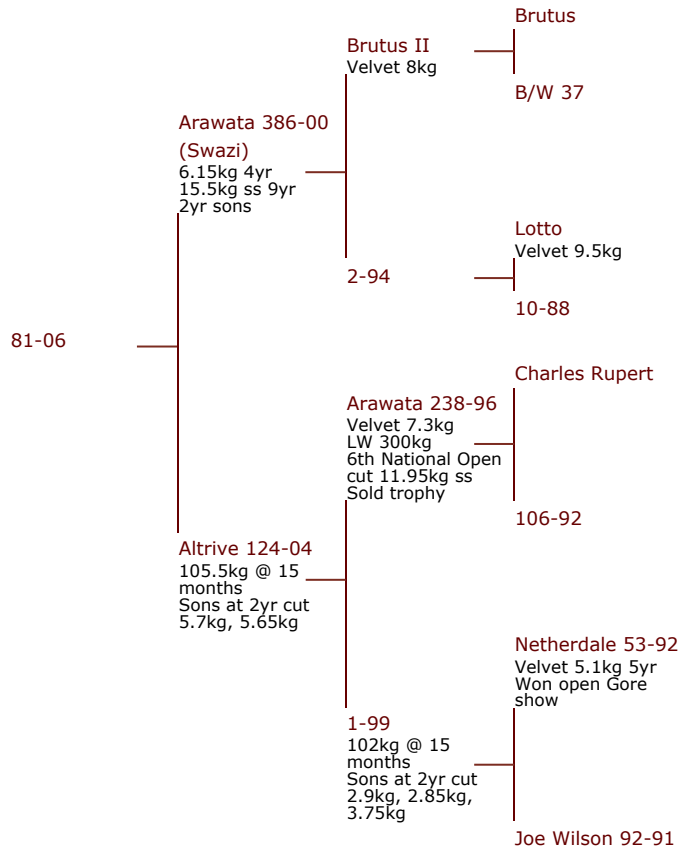 Brutus
Brutus II
Velvet 8kg
B/W 37
Arawata 386-00
(Swazi)
6.15kg 4yr
15.5kg ss 9yr
2yr sons
Lotto
Velvet 9.5kg
2-94
10-88
81-06
Charles Rupert
Arawata 238-96
Velvet 7.3kg
LW 300kg
6th National Open
cut 11.95kg ss
Sold trophy
106-92
Altrive 124-04
105.5kg @ 15
months
Sons at 2yr cut
5.7kg, 5.65kg
Netherdale 53-92
Velvet 5.1kg 5yr
Won open Gore
show
1-99
102kg @ 15
months
Sons at 2yr cut
2.9kg, 2.85kg,
3.75kg
Joe Wilson 92-91